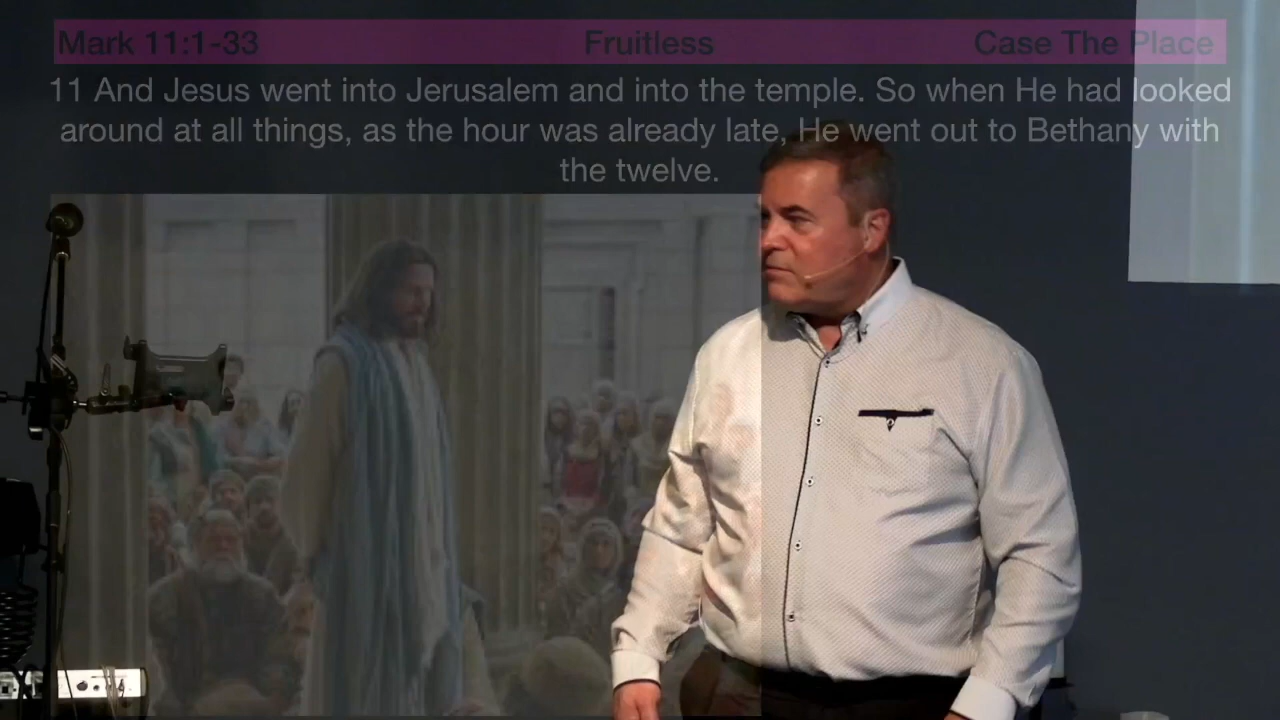 Mark 11:1-33 Fruitless Case The Place
11 And Jesus went into Jerusalem and into the temple. So when He had looked
around at all things, as the hour was already late, He went out to Bethany with
the twelve.